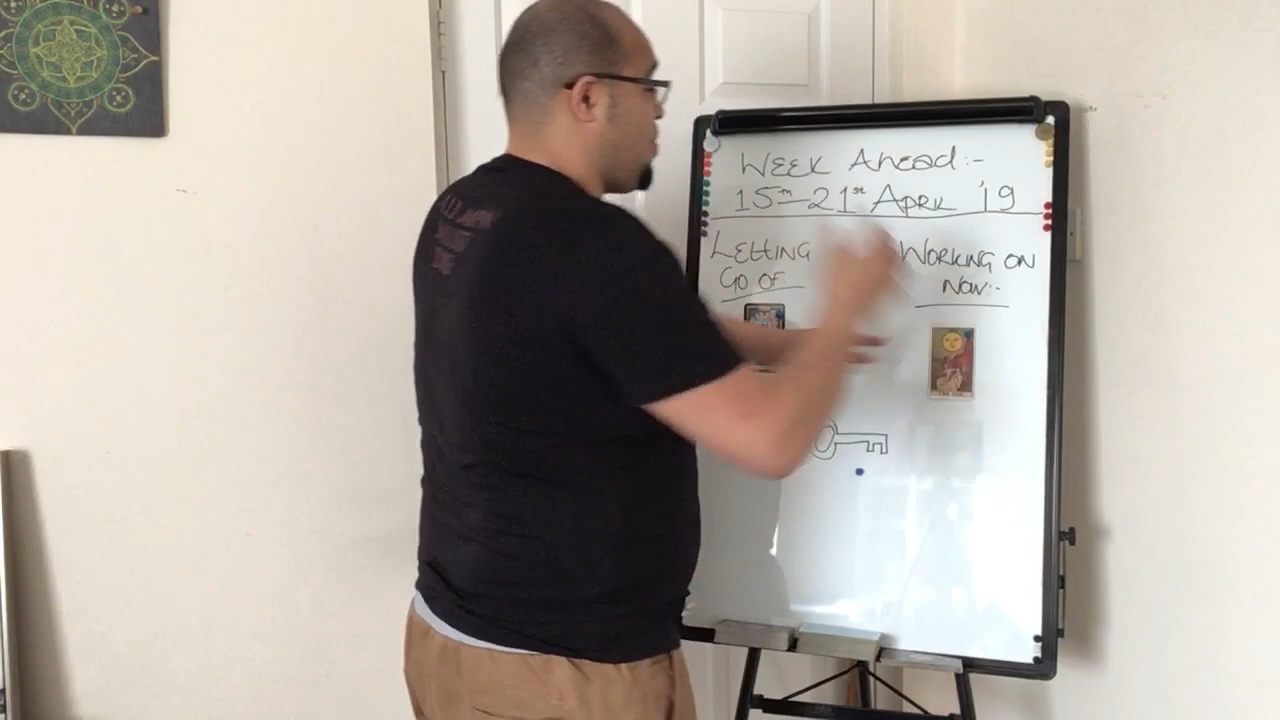 WEEK AHEAD:-
15TH-21st APRIL '19
LETTING
GO OF
WORKING ON
NOW:-